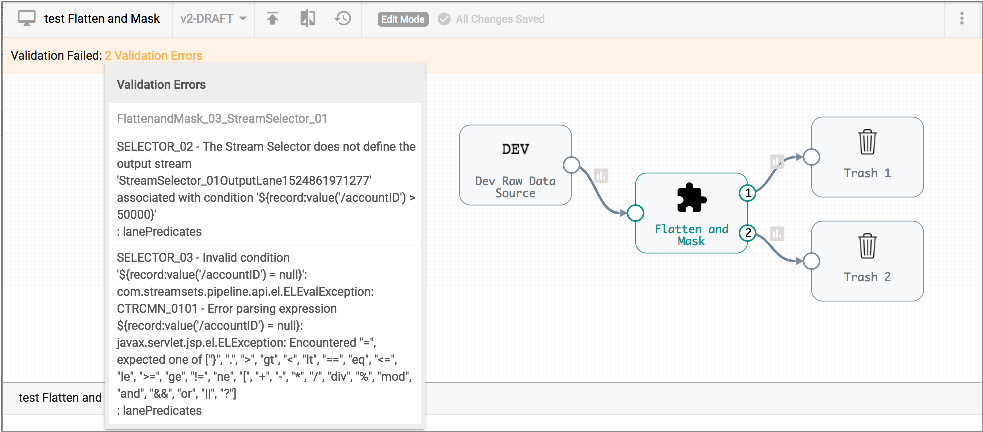 test Flatten and Mask
v2-DRAFT
Edit Mode
All Changes Saved
Validation Failed: 2 Validation Errors
Validation Errors
FlattenandMask_03_StreamSelector_01
SELECTOR_02 - The Stream Selector does not define the
output stream
'StreamSelector_01OutputLane1524861971277'
associated with condition '${record:value('/accountID') >
50000}'
: lanePredicates
SELECTOR_03 - Invalid condition
'${record:value('/accountID') = null}':
com.streamsets.pipeline.api.el.ELEvalException:
CTRCMN_0101 - Error parsing expression
${record:value('/accountID') = null}:
javax.servlet.jsp.el.ELException: Encountered "=",
expected one of ["}", ".", ">", "gt", "<", "lt", "==", "eq", "<=",
"le", ">=", "ge", "!=", "ne", "[", "+", "-", "*", "/", "div", "%", "mod",
"and", "&&", "or", "||", "?"]
: lanePredicates
DEV
Dev Raw Data
Source
Flatten and
Mask
1
2
Trash 1
Trash 2
test Flatten and